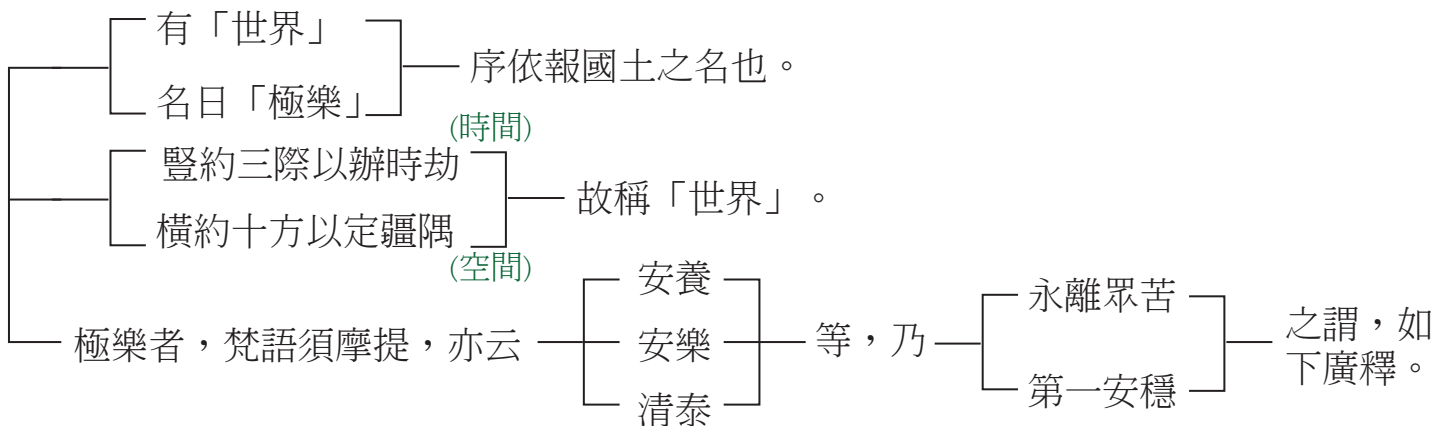 有「世界」
名曰「極樂」
序依報國土之名也。
(時間)
豎約三際以辦時劫
橫約十方以定疆隅
(空間)
故稱「世界」。
極樂者，梵語須摩提，亦云
安養
安樂
清泰
等，乃
永離眾苦
第一安穩
之謂，如
下廣釋。